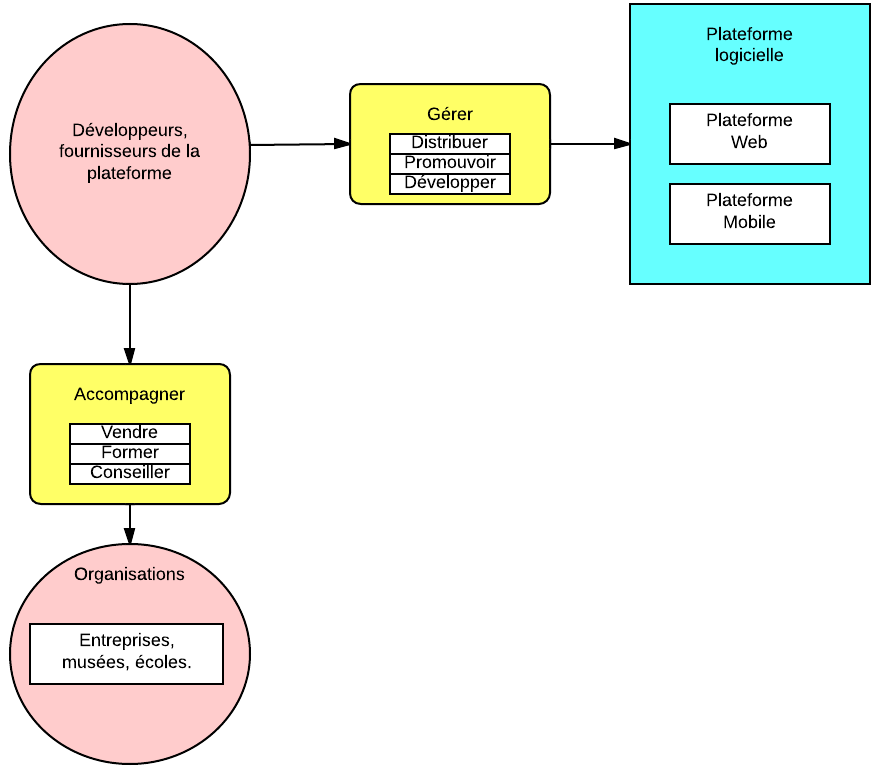 Développeurs,
fournisseurs de la
plateforme
Gérer
Distribuer
Promouvoir
Développer
Plateforme
logicielle
Plateforme
Web
Plateforme
Mobile
Accompagner
Vendre
Former
Conseiller
Organisations
Entreprises,
musées, écoles.